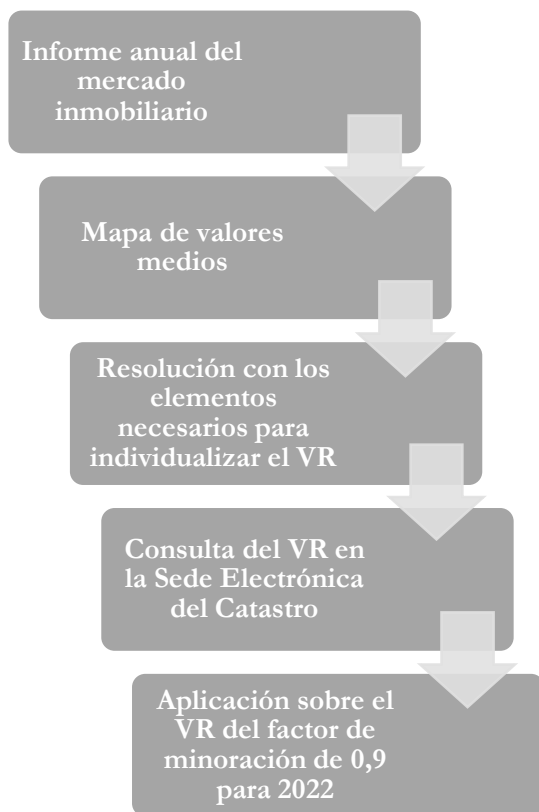 Informe anual del
mercado
inmobiliario
Mapa de valores
medios
Resolución con los
elementos
necesarios para
individualizar el VR
Consulta del VR en
la Sede Electrónica
del Catastro
Aplicación sobre el
VR del factor de
minoración de 0,9
para 2022